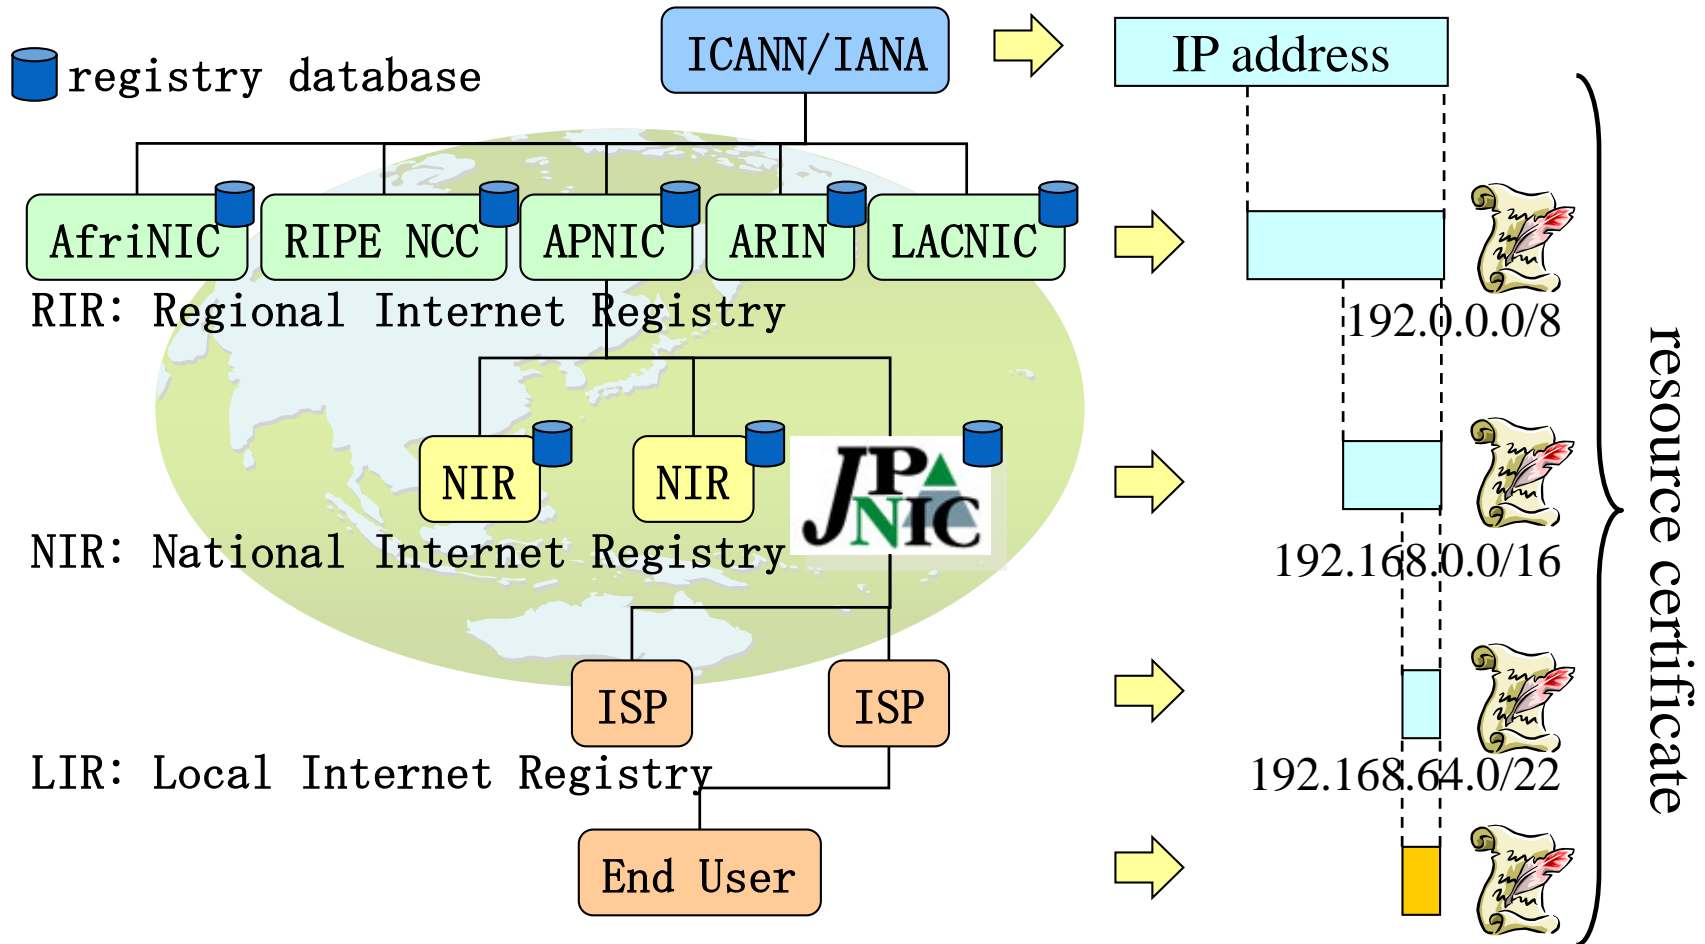 ICANN/IANA
IP address
registry database
AfriNIC
RIPE NCC
APNIC
ARIN
LACNIC
RIR: Regional Internet Registry
192.0.0.0/8
NIR
NIR
JPNIC
NIR: National Internet Registry
192.168.0.0/16
ISP
ISP
LIR: Local Internet Registry
192.168.64.0/22
End User
resource certificate